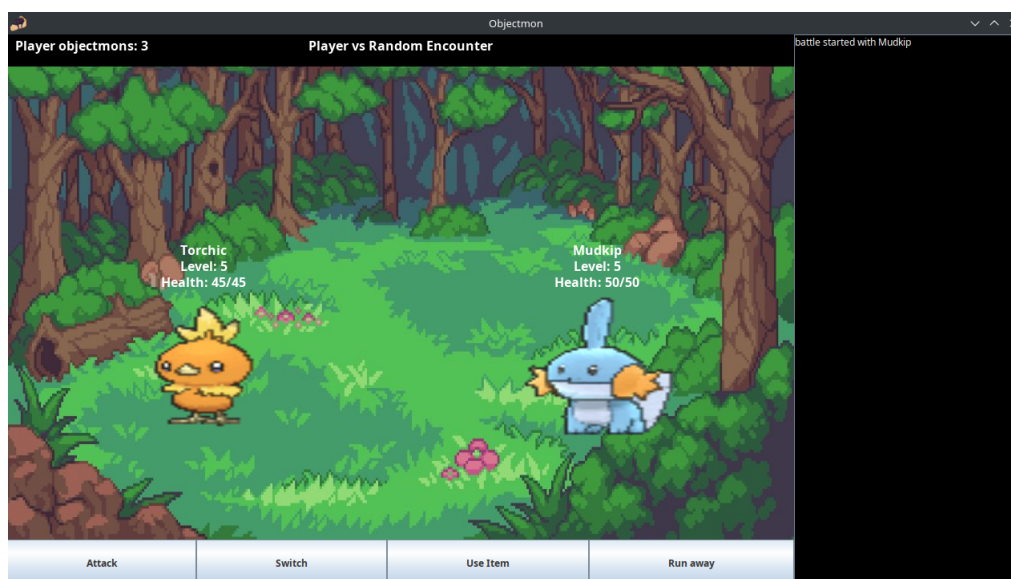 Objectmon
Player objectmons: 3
Player vs Random Encounter
battle started with Mudkip
Torchic
Level: 5
Health: 45/45
Mudkip
Level: 5
Health: 50/50
Attack
Switch
Use Item
Run away